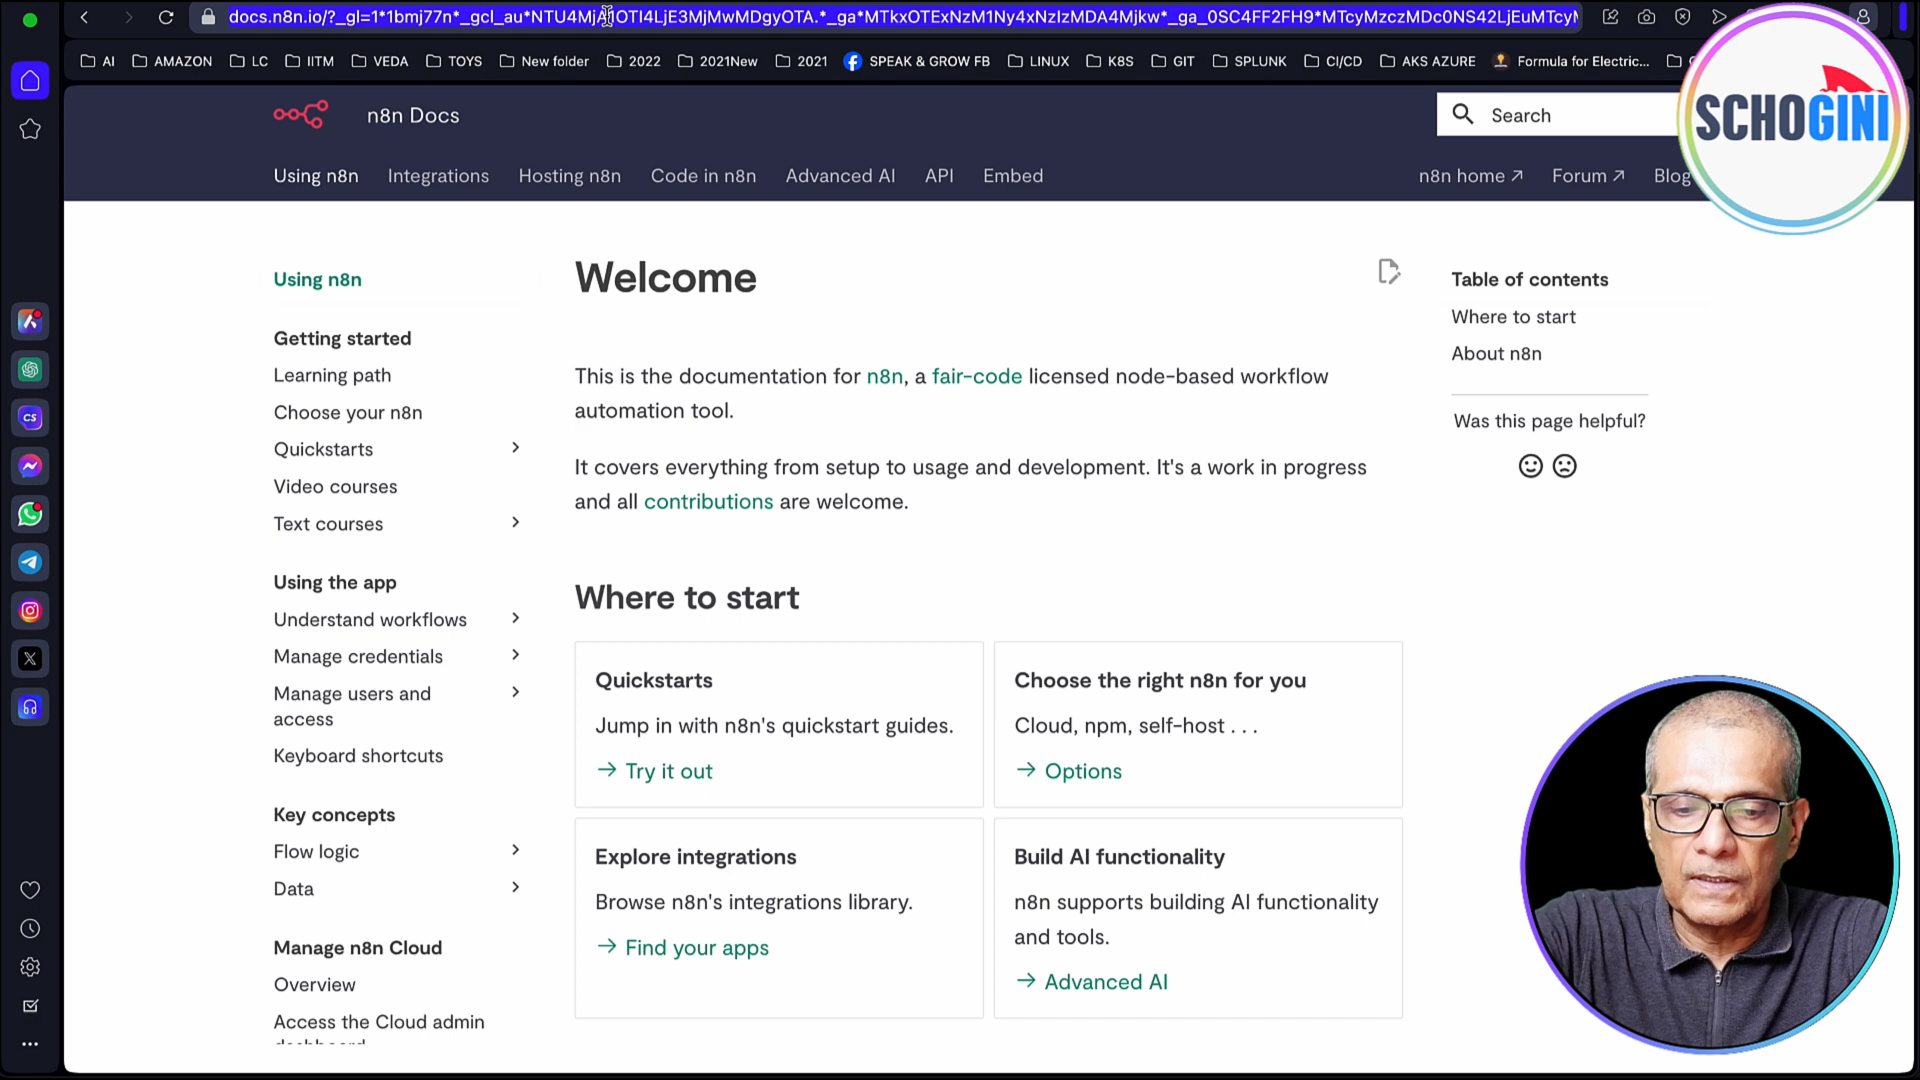 docs.n8n.io/?_gl=1*1bmj77n*_gcl_au*NTU4MjA1OTI4LjE3MjMwMDgyOTA.*_ga*MTkxOTExNzM1Ny4xNzIzMDA4Mjkw*_ga_0SC4FF2FH9*MTcyMzczMDc0NS42LjEuMTcyM
AI AMAZON LC IITM VEDA TOYS New folder 2022 2021New 2021 SPEAK & GROW FB LINUX K8S GIT SPLUNK CI/CD AKS AZURE Formula for Electric...
SCHOGINI
n8n Docs
Search
Using n8n Integrations Hosting n8n Code in n8n Advanced AI API Embed n8n home ↗ Forum ↗ Blog
Using n8n
Getting started
Learning path
Choose your n8n
Quickstarts
Video courses
Text courses
Using the app
Understand workflows
Manage credentials
Manage users and
access
Keyboard shortcuts
Key concepts
Flow logic
Data
Manage n8n Cloud
Overview
Access the Cloud admin
dashboard
Welcome
This is the documentation for n8n, a fair-code licensed node-based workflow
automation tool.
It covers everything from setup to usage and development. It's a work in progress
and all contributions are welcome.
Where to start
Quickstarts
Jump in with n8n's quickstart guides.
→ Try it out
Choose the right n8n for you
Cloud, npm, self-host . . .
→ Options
Explore integrations
Browse n8n's integrations library.
→ Find your apps
Build AI functionality
n8n supports building AI functionality
and tools.
→ Advanced AI
Table of contents
Where to start
About n8n
Was this page helpful?
CS